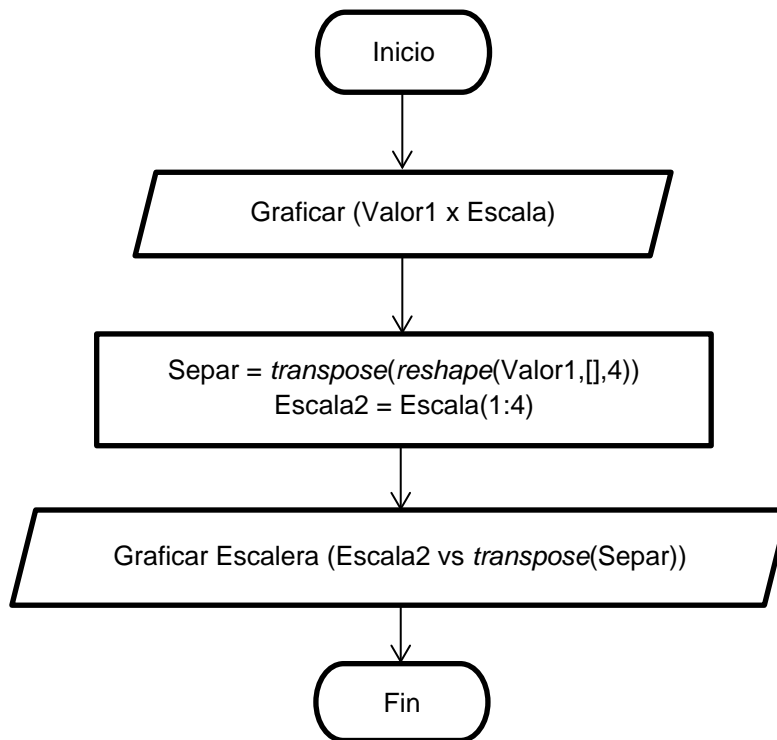 Inicio
Graficar (Valor1 x Escala)
Separ = transpose(reshape(Valor1,[],4))
Escala2 = Escala(1:4)
Graficar Escalera (Escala2 vs transpose(Separ))
Fin